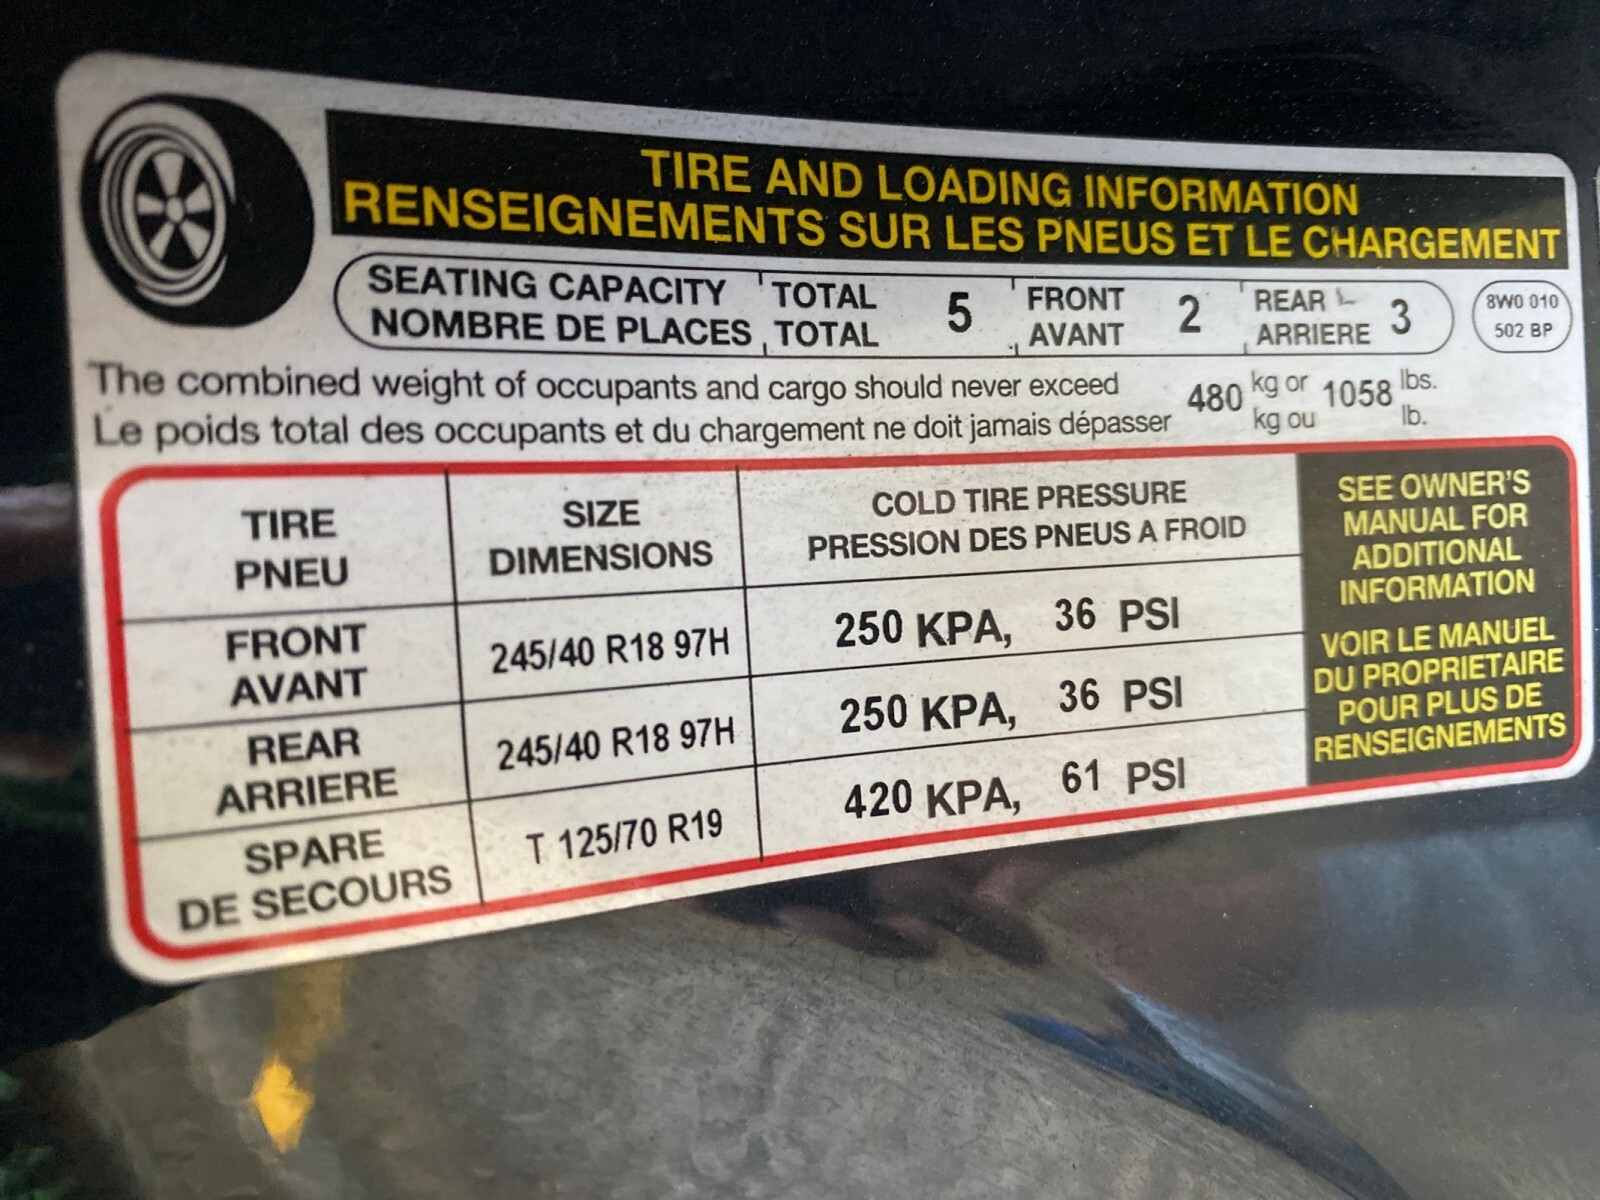 TIRE AND LOADING INFORMATION
RENSEIGNEMENTS SUR LES PNEUS ET LE CHARGEMENT
SEATING CAPACITY TOTAL 5 FRONT 2 REAR 3
NOMBRE DE PLACES TOTAL AVANT ARRIERE
8W0 010
502 BP
The combined weight of occupants and cargo should never exceed 480 kg or 1058 lbs.
Le poids total des occupants et du chargement ne doit jamais dépasser kg ou lb.
TIRE SIZE COLD TIRE PRESSURE
PNEU DIMENSIONS PRESSION DES PNEUS A FROID
FRONT 245/40 R18 97H 250 KPA, 36 PSI
AVANT
REAR 245/40 R18 97H 250 KPA, 36 PSI
ARRIERE
SPARE T 125/70 R19 420 KPA, 61 PSI
DE SECOURS
SEE OWNER'S
MANUAL FOR
ADDITIONAL
INFORMATION
VOIR LE MANUEL
DU PROPRIETAIRE
POUR PLUS DE
RENSEIGNEMENTS